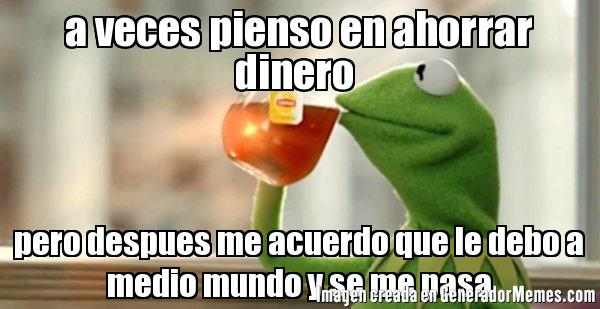 a veces pienso en ahorrar
dinero
Lipton
pero despues me acuerdo que le debo a
medio mundo y se me pasa
Imagen creada en GeneradorMemes.com